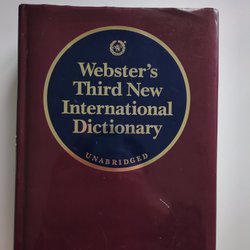 Webster's
Third New
International
Dictionary
UNABRIDGED